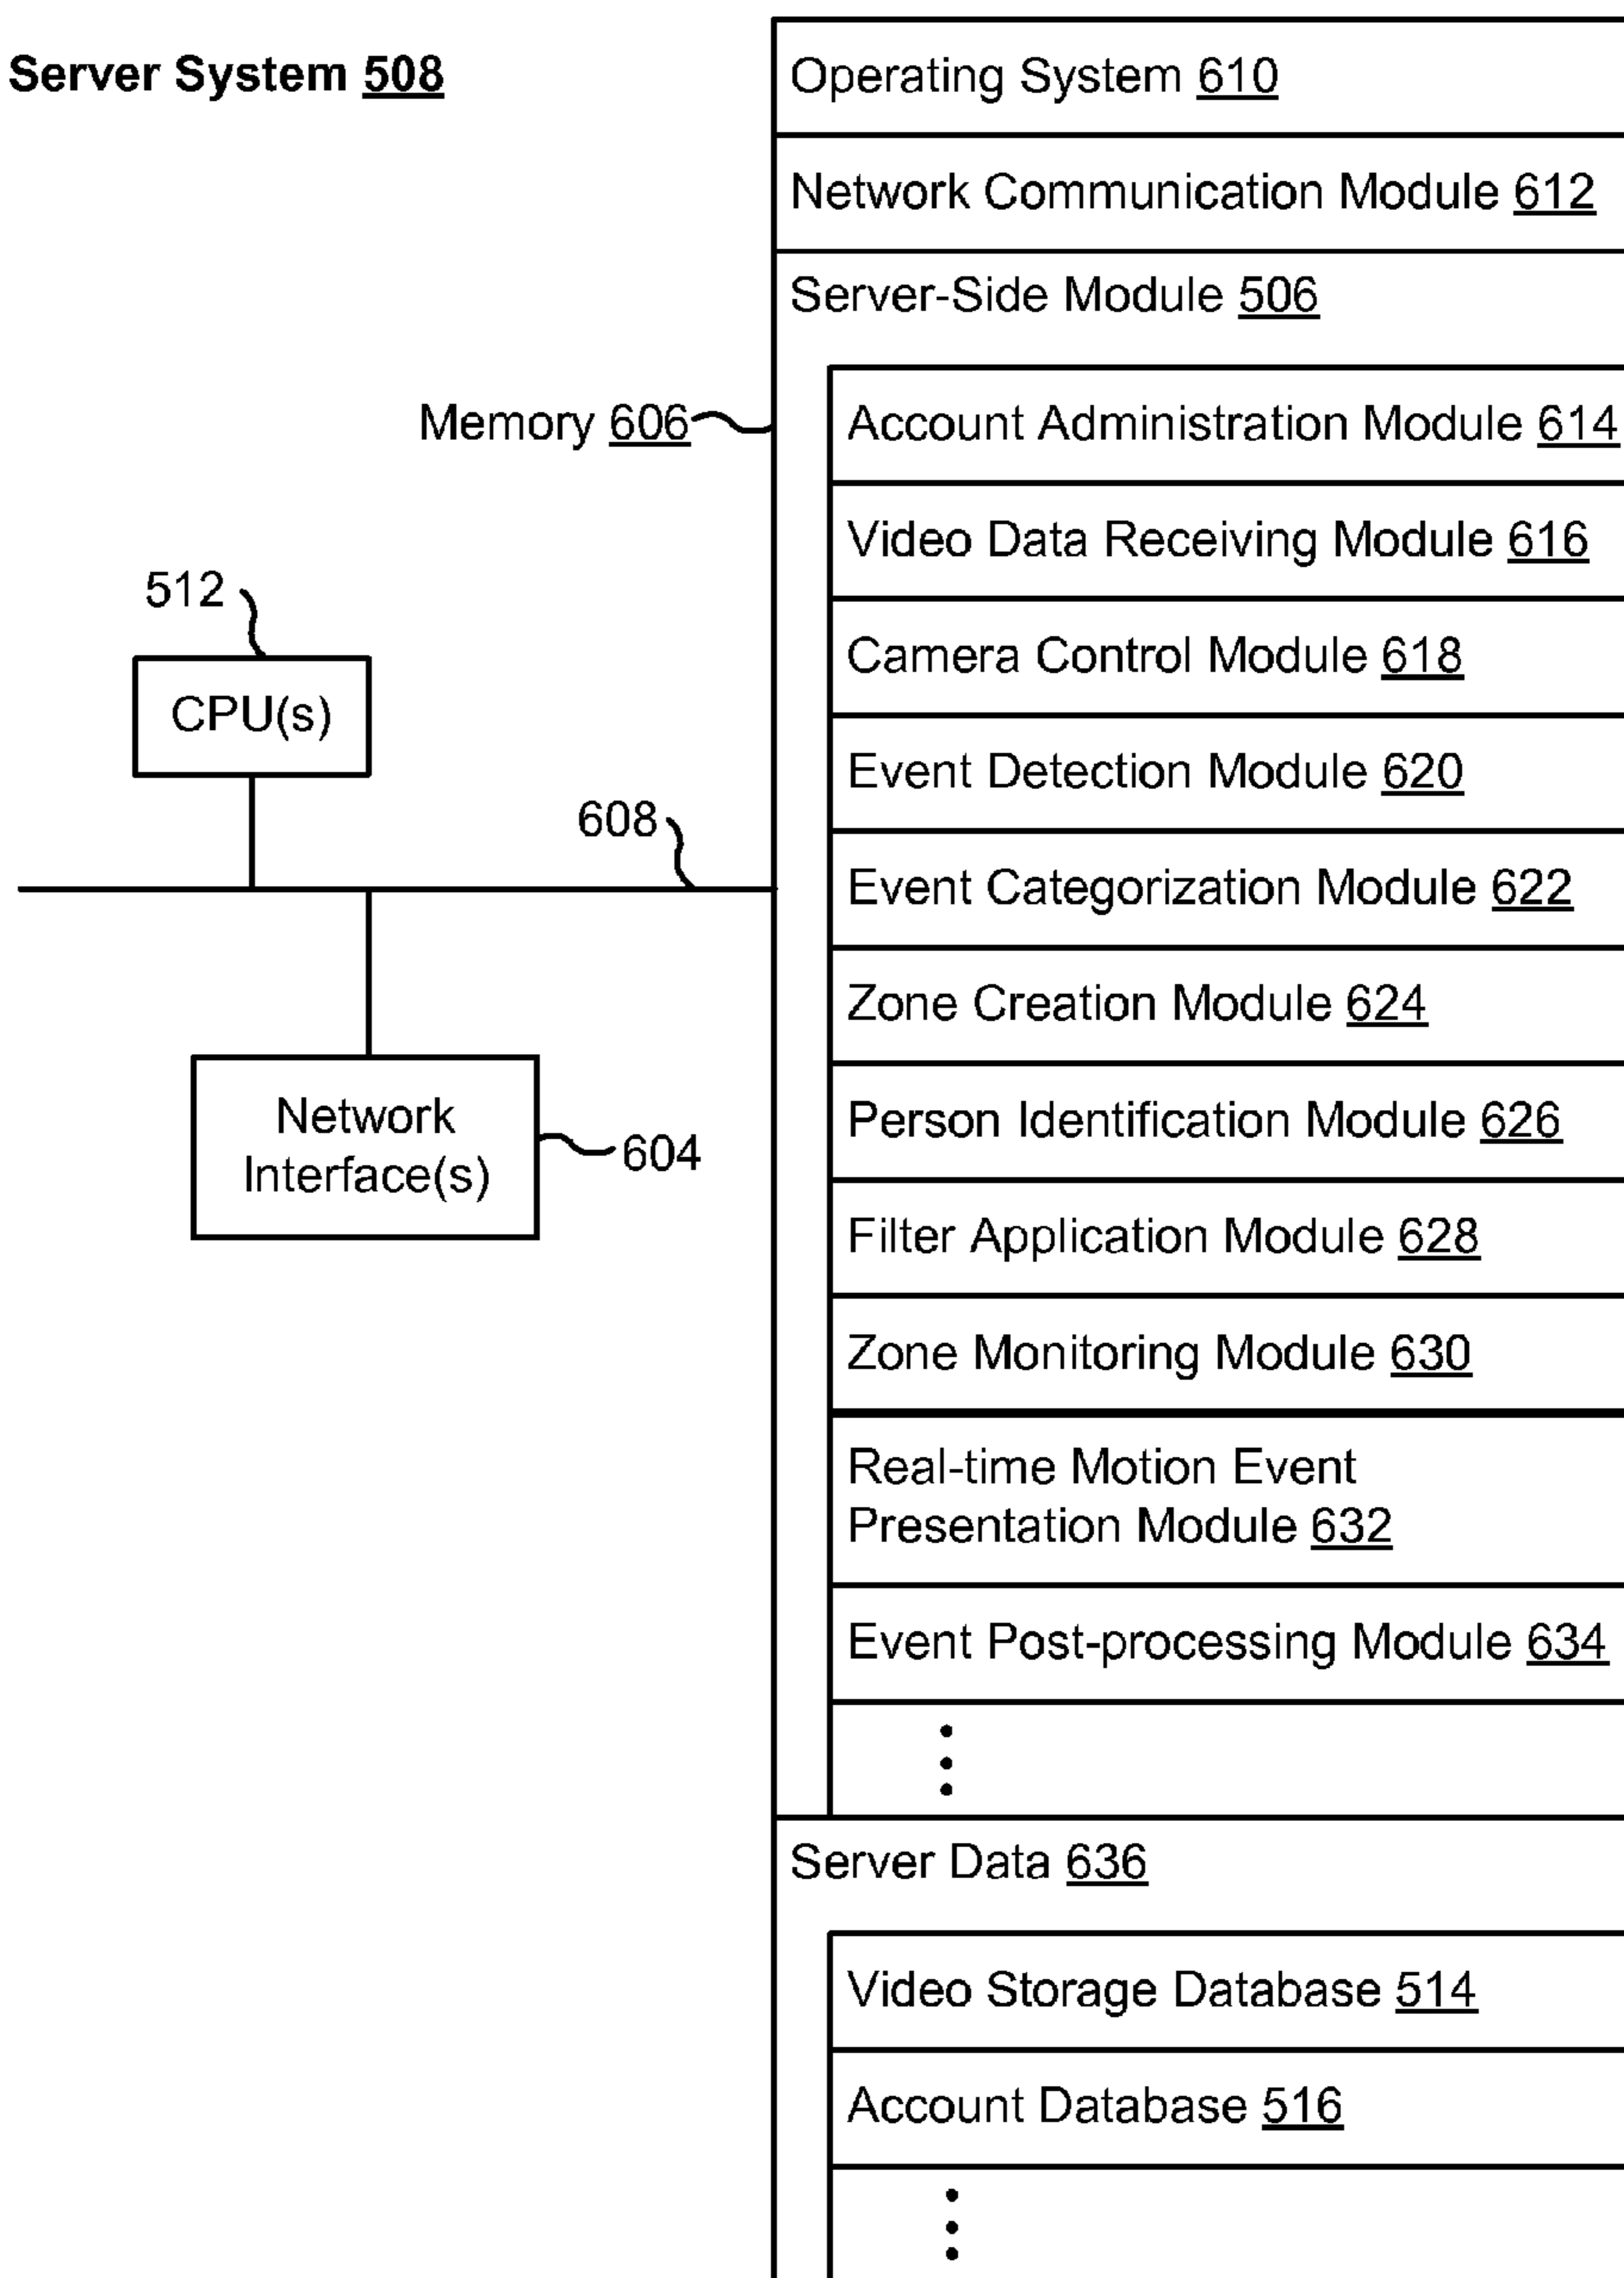 Server System 508
Operating System 610
Network Communication Module 612
Server-Side Module 506
Memory 606
Account Administration Module 614
Video Data Receiving Module 616
512
CPU(s)
Camera Control Module 618
Event Detection Module 620
608
Event Categorization Module 622
Zone Creation Module 624
Network
Interface(s)
604
Person Identification Module 626
Filter Application Module 628
Zone Monitoring Module 630
Real-time Motion Event
Presentation Module 632
Event Post-processing Module 634
Server Data 636
Video Storage Database 514
Account Database 516